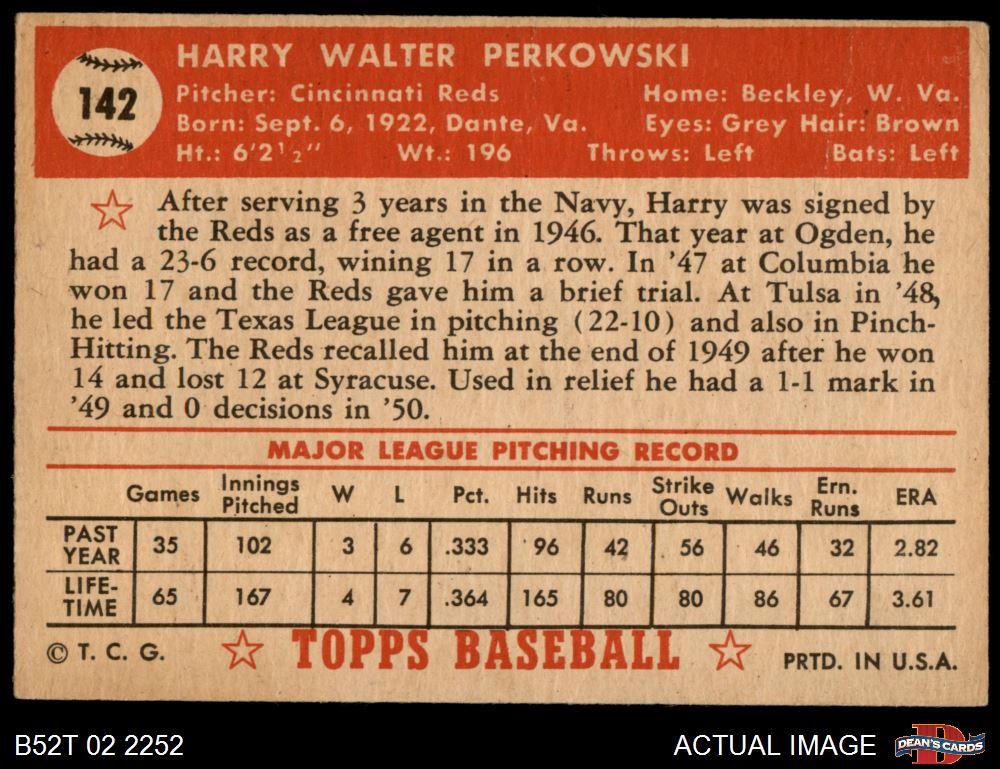 142
HARRY WALTER PERKOWSKI
Pitcher: Cincinnati Reds Home: Beckley, W. Va.
Born: Sept. 6, 1922, Dante, Va. Eyes: Grey Hair: Brown
Ht.: 6'2½" Wt.: 196 Throws: Left Bats: Left
After serving 3 years in the Navy, Harry was signed by
the Reds as a free agent in 1946. That year at Ogden, he
had a 23-6 record, wining 17 in a row. In '47 at Columbia he
won 17 and the Reds gave him a brief trial. At Tulsa in '48,
he led the Texas League in pitching (22-10) and also in Pinch-
Hitting. The Reds recalled him at the end of 1949 after he won
14 and lost 12 at Syracuse. Used in relief he had a 1-1 mark in
'49 and 0 decisions in '50.
MAJOR LEAGUE PITCHING RECORD
Games Innings Pitched W L Pct. Hits Runs Strike Outs Walks Ern. Runs ERA
PAST YEAR 35 102 3 6 .333 96 42 56 46 32 2.82
LIFE-TIME 65 167 4 7 .364 165 80 80 86 67 3.61
© T. C. G. TOPPS BASEBALL PRTD. IN U.S.A.
B52T 02 2252 ACTUAL IMAGE DEAN'S CARDS